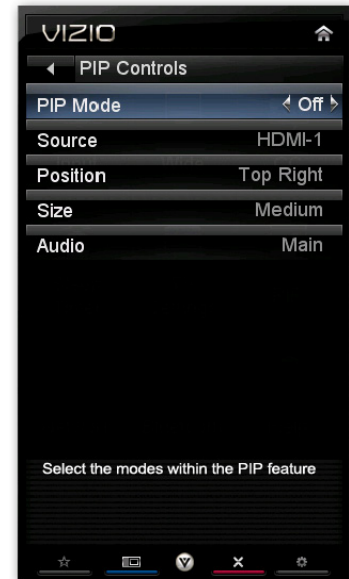 VIZIO
PIP Controls
PIP Mode Off
Source HDMI-1
Position Top Right
Size Medium
Audio Main
Select the modes within the PIP feature
V